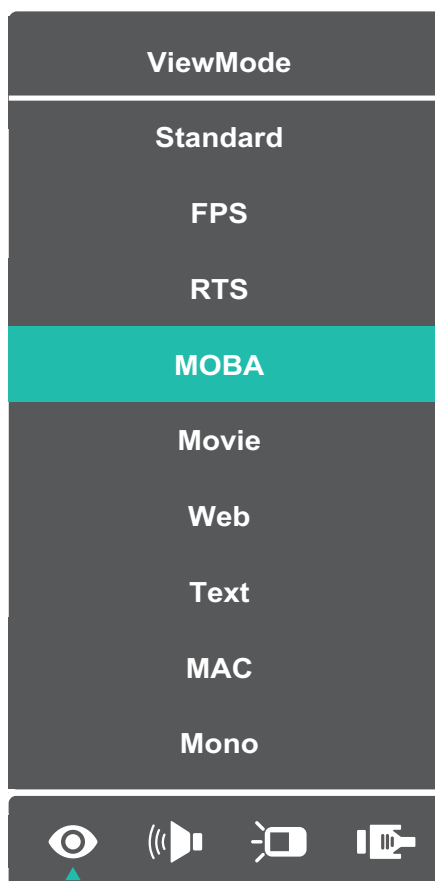 ViewMode
Standard
FPS
RTS
MOBA
Movie
Web
Text
MAC
Mono